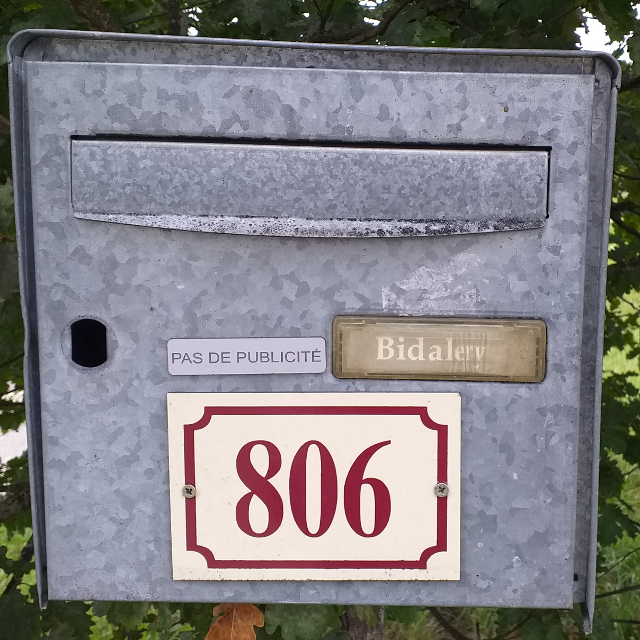 PAS DE PUBLICITÉ
Bidalery
806